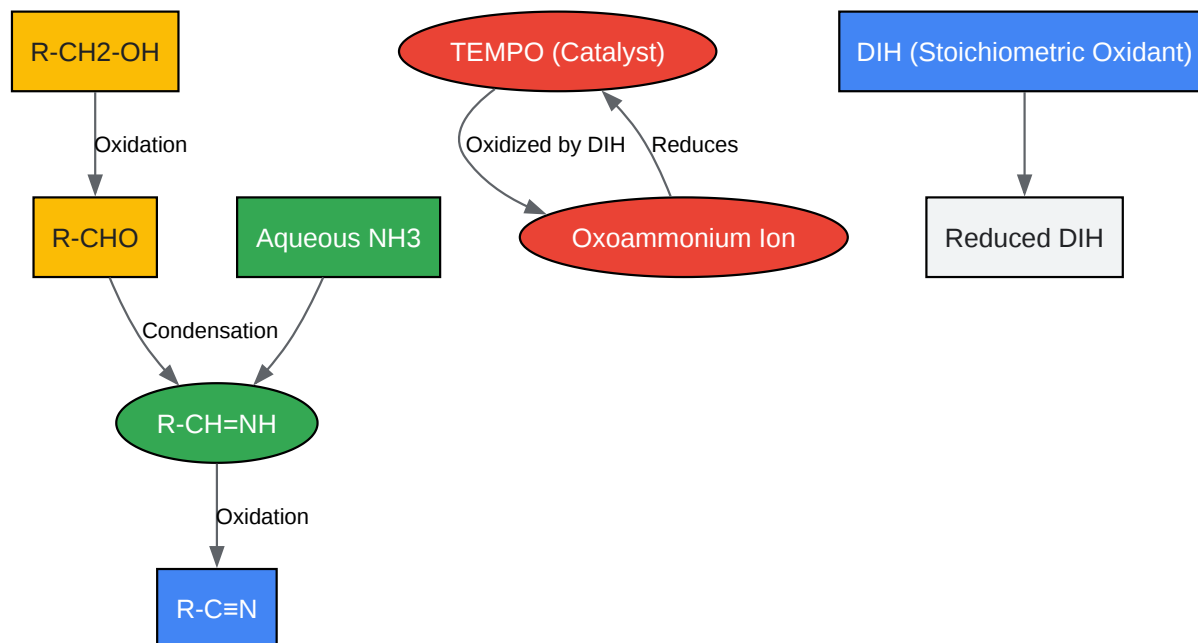 R-CH2-OH
TEMPO (Catalyst)
DIH (Stoichiometric Oxidant)
Oxidation
Oxidized by DIH
Reduces
R-CHO
Aqueous NH3
Oxoammonium Ion
Reduced DIH
Condensation
R-CH=NH
Oxidation
R-C≡N